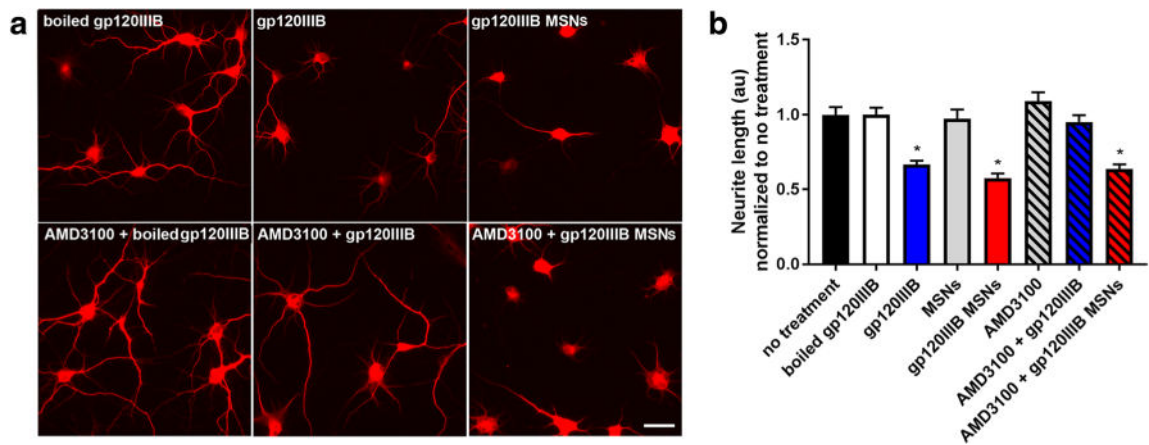 a
boiled gp120IIIB
gp120IIIB
gp120IIIB MSNs
AMD3100 + boiled gp120IIIB
AMD3100 + gp120IIIB
AMD3100 + gp120IIIB MSNs
b
Neurite length (au)
normalized to no treatment
1.5
1.0
0.5
0.0
*
*
*
no treatment
boiled gp120IIIB
gp120IIIB
MSNs
gp120IIIB MSNs
AMD3100
AMD3100 + gp120IIIB
AMD3100 + gp120IIIB MSNs